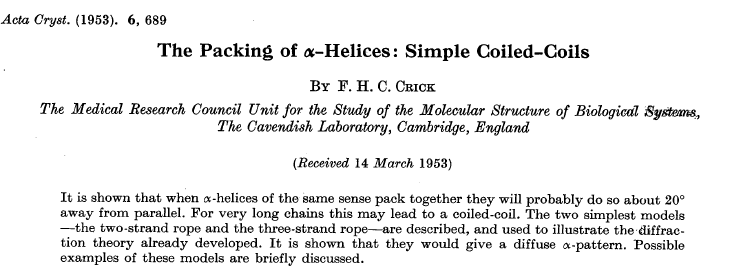 Acta Cryst. (1953). 6, 689
The Packing of α-Helices: Simple Coiled-Coils
BY F. H. C. CRICK
The Medical Research Council Unit for the Study of the Molecular Structure of Biological Systems,
The Cavendish Laboratory, Cambridge, England
(Received 14 March 1953)
It is shown that when α-helices of the same sense pack together they will probably do so about 20°
away from parallel. For very long chains this may lead to a coiled-coil. The two simplest models
—the two-strand rope and the three-strand rope—are described, and used to illustrate the diffrac-
tion theory already developed. It is shown that they would give a diffuse α-pattern. Possible
examples of these models are briefly discussed.